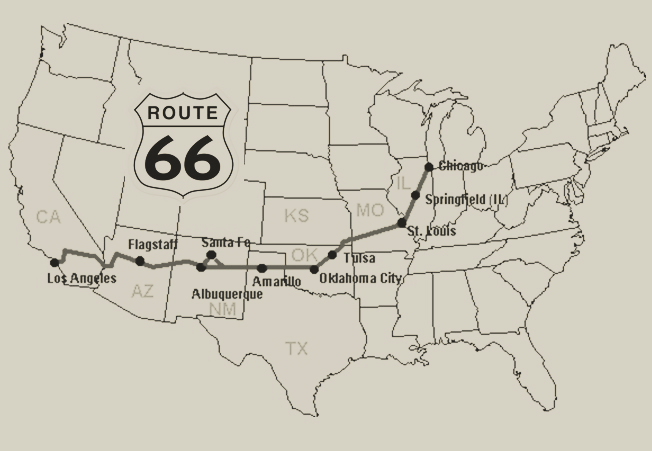 ROUTE
66
Chicago
IL
Springfield (IL)
CA
KS
MO
St. Louis
Flagstaff
Santa Fe
OK
Tulsa
Los Angeles
AZ
Albuquerque
Amarillo
Oklahoma City
NM
TX